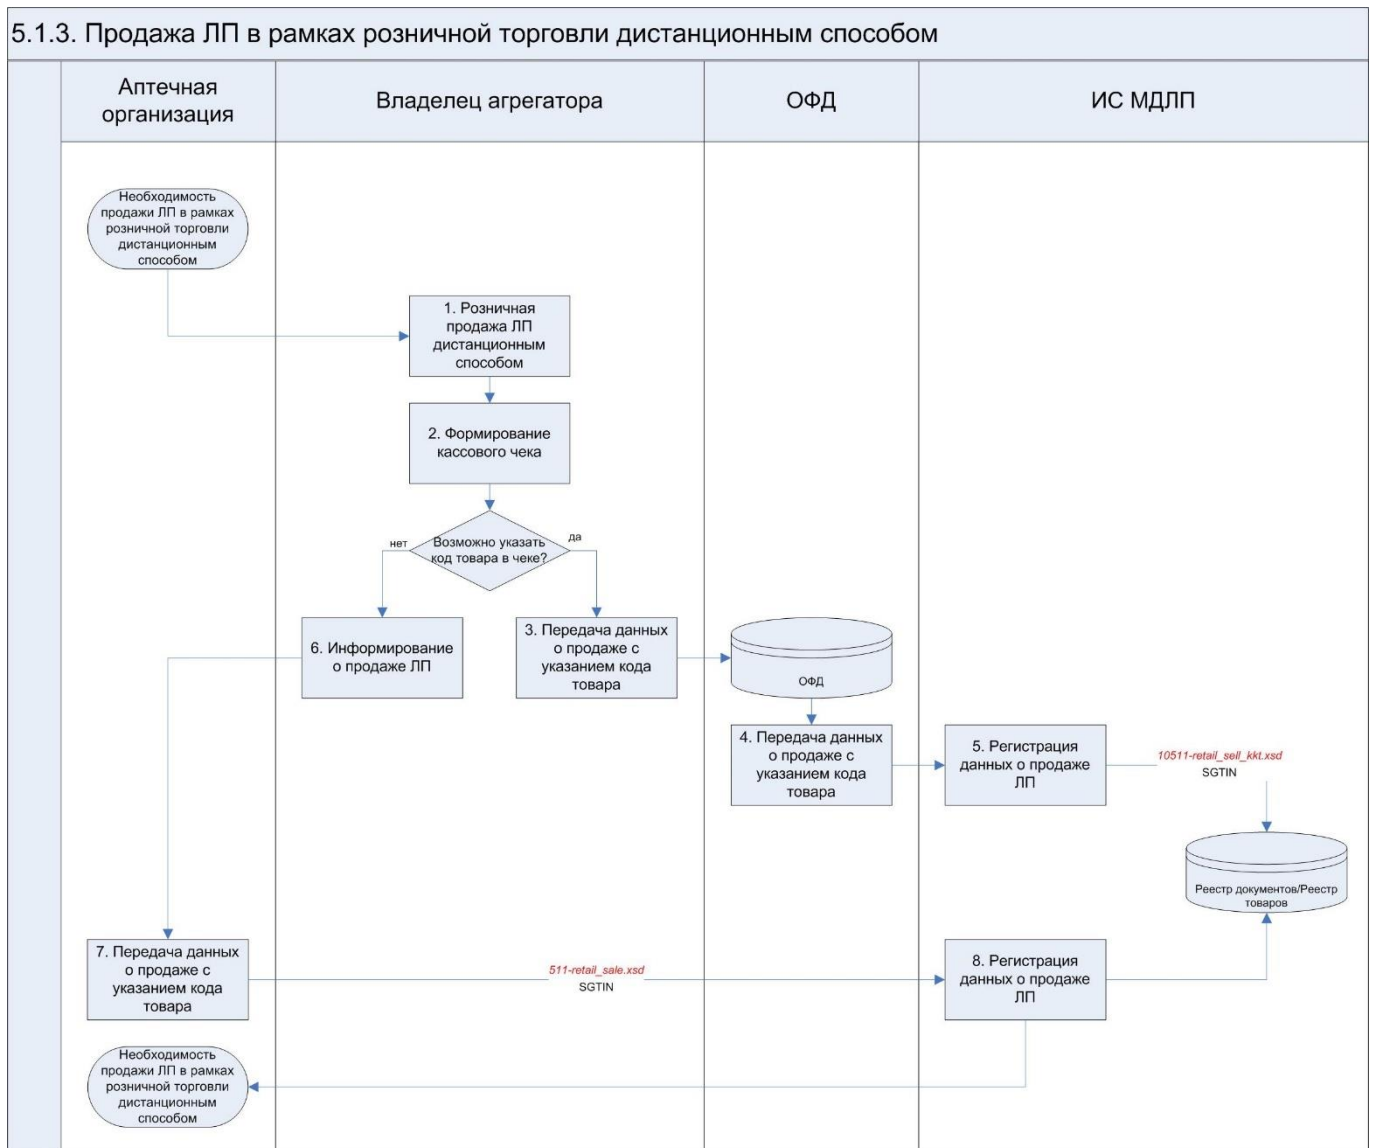 5.1.3. Продажа ЛП в рамках розничной торговли дистанционным способом
Аптечная
организация
Владелец агрегатора
ОФД
ИС МДЛП
Необходимость
продажи ЛП в рамках
розничной торговли
дистанционным
способом
1. Розничная
продажа ЛП
дистанционным
способом
2. Формирование
кассового чека
Возможно указать
код товара в чеке?
нет
да
6. Информирование
о продаже ЛП
3. Передача данных
о продаже с
указанием кода
товара
ОФД
4. Передача данных
о продаже с
указанием кода
товара
5. Регистрация
данных о продаже
ЛП
10511-retail_sell_kkt.xsd
SGTIN
Реестр документов/Реестр
товаров
7. Передача данных
о продаже с
указанием кода
товара
511-retail_sale.xsd
SGTIN
8. Регистрация
данных о продаже
ЛП
Необходимость
продажи ЛП в рамках
розничной торговли
дистанционным
способом